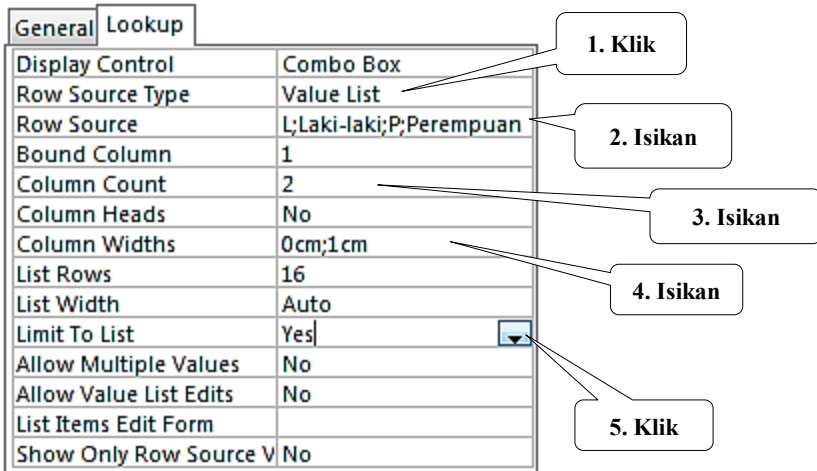 General Lookup
Display Control Combo Box
Row Source Type Value List
Row Source L;Laki-laki;P;Perempuan
Bound Column 1
Column Count 2
Column Heads No
Column Widths 0cm;1cm
List Rows 16
List Width Auto
Limit To List Yes
Allow Multiple Values No
Allow Value List Edits No
List Items Edit Form
Show Only Row Source V No
1. Klik
2. Isikan
3. Isikan
4. Isikan
5. Klik